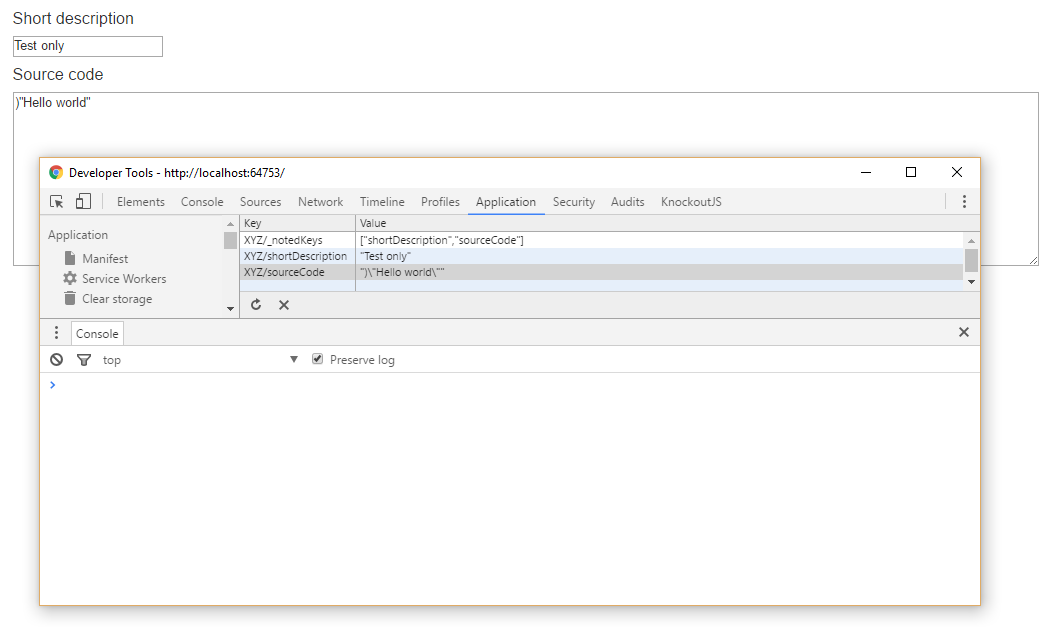 Short description
Test only
Source code
)"Hello world"
Developer Tools - http://localhost:64753/
Elements Console Sources Network Timeline Profiles Application Security Audits KnockoutJS
Application
Manifest
Service Workers
Clear storage
Key Value
XYZ/_notedKeys ["shortDescription","sourceCode"]
XYZ/shortDescription "Test only"
XYZ/sourceCode ")\"Hello world\""
Console
top Preserve log